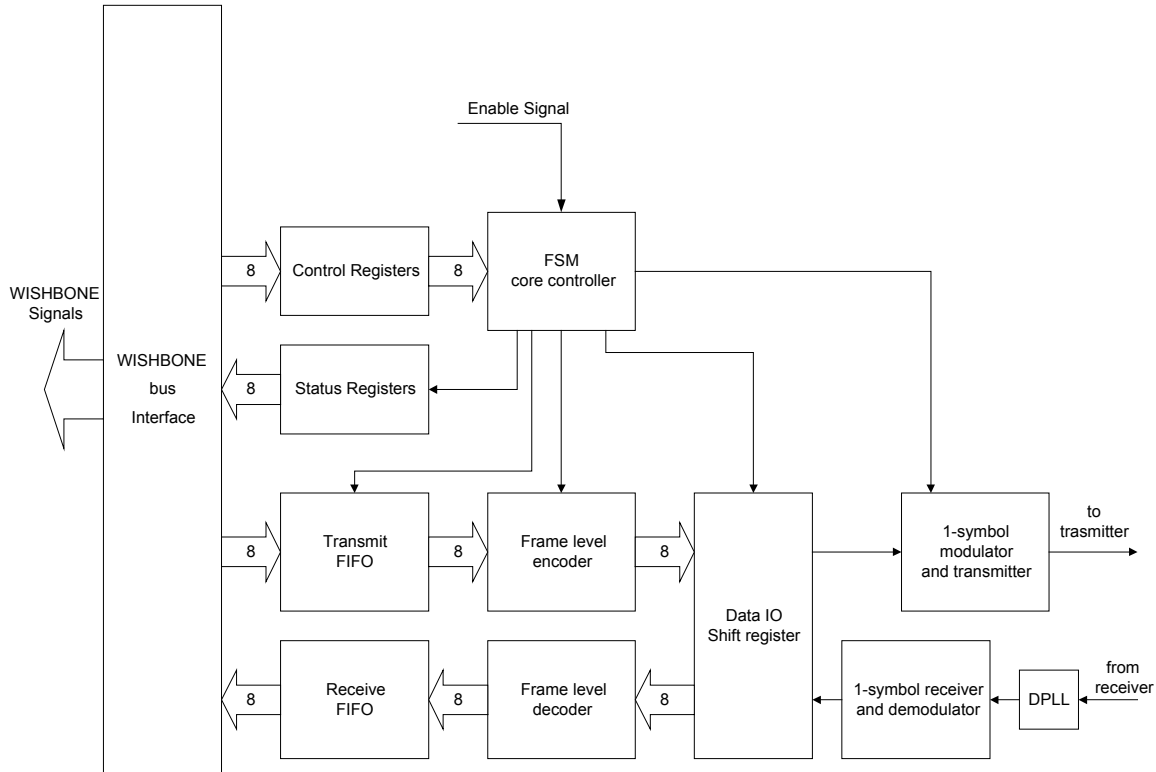 Enable Signal
8
Control Registers
8
FSM
core controller
WISHBONE
Signals
WISHBONE
bus
Interface
8
Status Registers
8
Transmit
FIFO
8
Frame level
encoder
8
Data IO
Shift register
1-symbol
modulator
and transmitter
to
trasmitter
8
Receive
FIFO
8
Frame level
decoder
8
1-symbol receiver
and demodulator
DPLL
from
receiver